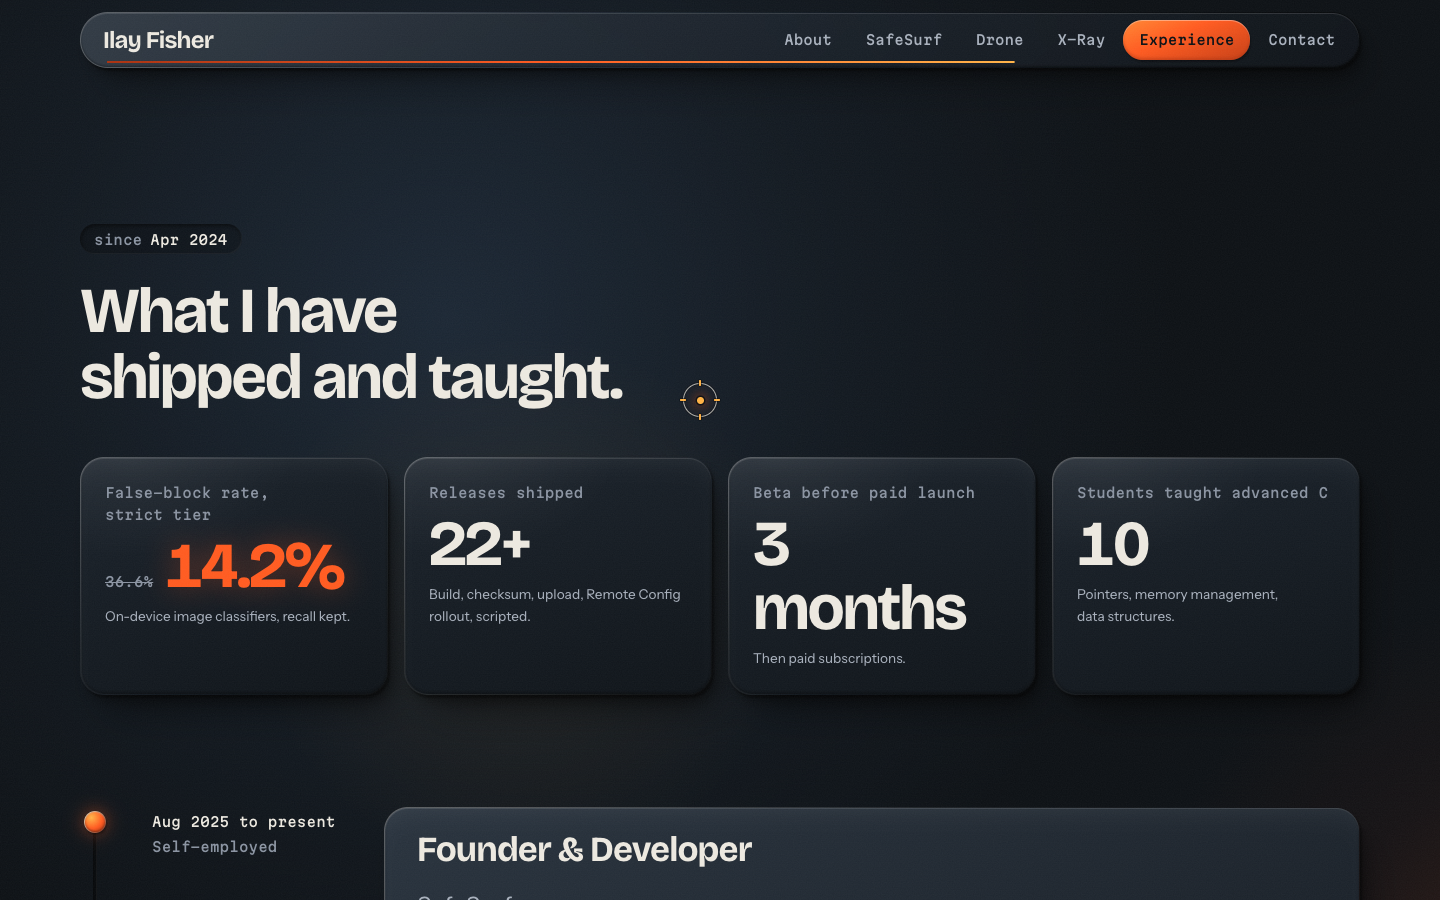 Ilay Fisher
About
SafeSurf
Drone
X-Ray
Experience
Contact
since Apr 2024
What I have
shipped and taught.
False-block rate,
strict tier
36.6% 14.2%
On-device image classifiers, recall kept.
Releases shipped
22+
Build, checksum, upload, Remote Config
rollout, scripted.
Beta before paid launch
3
months
Then paid subscriptions.
Students taught advanced C
10
Pointers, memory management,
data structures.
Aug 2025 to present
Self-employed
Founder & Developer